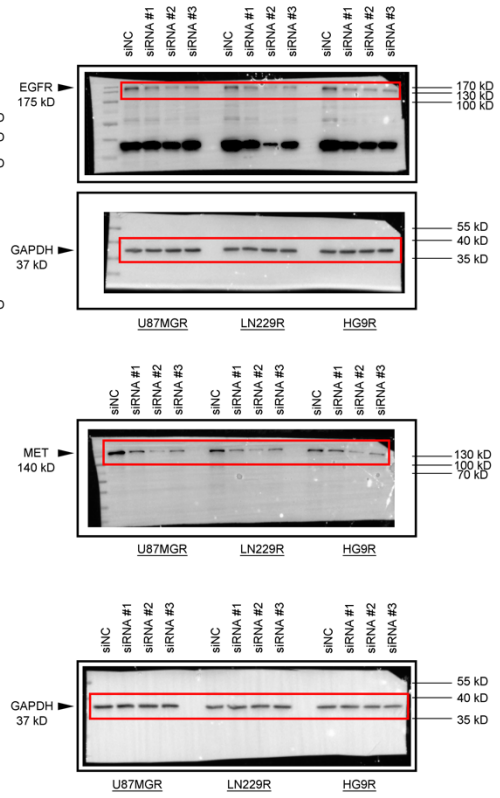 siNC siRNA #1 siRNA #2 siRNA #3 siNC siRNA #1 siRNA #2 siRNA #3 siNC siRNA #1 siRNA #2 siRNA #3
EGFR
175 kD
170 kD
130 kD
100 kD
D
D
D
55 kD
40 kD
35 kD
GAPDH
37 kD
D
U87MGR LN229R HG9R
siNC siRNA #1 siRNA #2 siRNA #3 siNC siRNA #1 siRNA #2 siRNA #3 siNC siRNA #1 siRNA #2 siRNA #3
MET
140 kD
130 kD
100 kD
70 kD
U87MGR LN229R HG9R
siNC siRNA #1 siRNA #2 siRNA #3 siNC siRNA #1 siRNA #2 siRNA #3 siNC siRNA #1 siRNA #2 siRNA #3
55 kD
40 kD
35 kD
GAPDH
37 kD
U87MGR LN229R HG9R